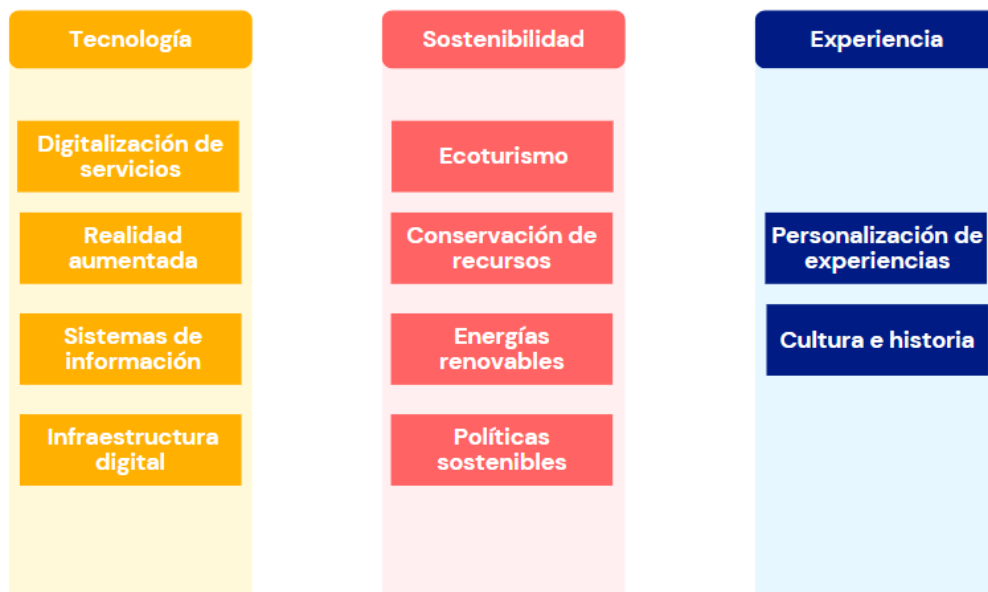 Tecnología
Digitalización de
servicios
Realidad
aumentada
Sistemas de
información
Infraestructura
digital
Sostenibilidad
Ecoturismo
Conservación de
recursos
Energías
renovables
Políticas
sostenibles
Experiencia
Personalización de
experiencias
Cultura e historia